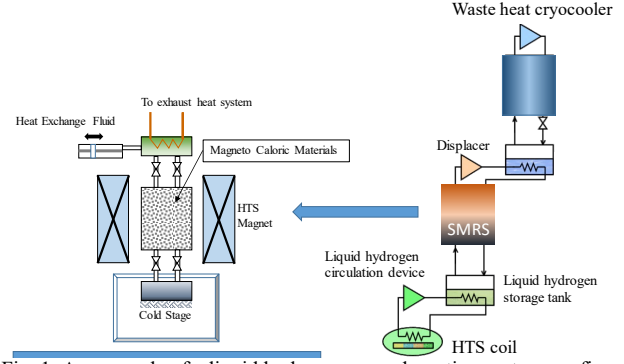 Waste heat cryocooler
To exhaust heat system
Heat Exchange Fluid
Magneto Caloric Materials
Displacer
HTS
Magnet
SMRS
Liquid hydrogen
circulation device
Liquid hydrogen
storage tank
Cold Stage
HTS coil